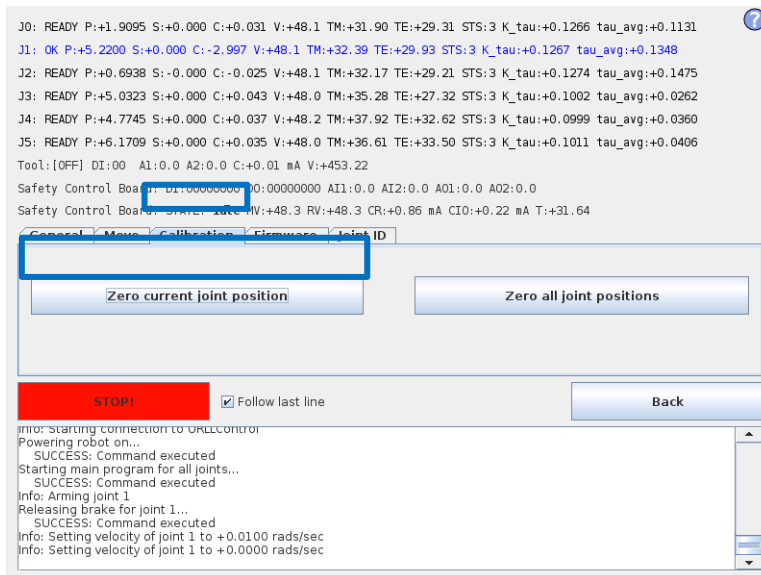 ?
J0: READY P:+1.9095 S:+0.000 C:+0.031 V:+48.1 TM:+31.90 TE:+29.31 STS:3 K_tau:+0.1266 tau_avg:+0.1131
J1: OK P:+5.2200 S:+0.000 C:-2.997 V:+48.1 TM:+32.39 TE:+29.93 STS:3 K_tau:+0.1267 tau_avg:+0.1348
J2: READY P:+0.6938 S:-0.000 C:-0.025 V:+48.1 TM:+32.17 TE:+29.21 STS:3 K_tau:+0.1274 tau_avg:+0.1475
J3: READY P:+5.0323 S:+0.000 C:+0.043 V:+48.0 TM:+35.28 TE:+27.32 STS:3 K_tau:+0.1002 tau_avg:+0.0262
J4: READY P:+4.7745 S:+0.000 C:+0.037 V:+48.2 TM:+37.92 TE:+32.62 STS:3 K_tau:+0.0999 tau_avg:+0.0360
J5: READY P:+6.1709 S:+0.000 C:+0.035 V:+48.0 TM:+36.61 TE:+33.50 STS:3 K_tau:+0.1011 tau_avg:+0.0406
Tool:[OFF] DI:00 A1:0.0 A2:0.0 C:+0.01 mA V:+453.22
Safety Control Board: DI:00000000 DO:00000000 AI1:0.0 AI2:0.0 AO1:0.0 AO2:0.0
Safety Control Board: STATE: Idle MV:+48.3 RV:+48.3 CR:+0.86 mA CIO:+0.22 mA T:+31.64
General Move Calibration Firmware Joint ID
Zero current joint position Zero all joint positions
STOP! Follow last line Back
Info: Starting connection to URLLControl
Powering robot on...
SUCCESS: Command executed
Starting main program for all joints...
SUCCESS: Command executed
Info: Arming joint 1
Releasing brake for joint 1...
SUCCESS: Command executed
Info: Setting velocity of joint 1 to +0.0100 rads/sec
Info: Setting velocity of joint 1 to +0.0000 rads/sec